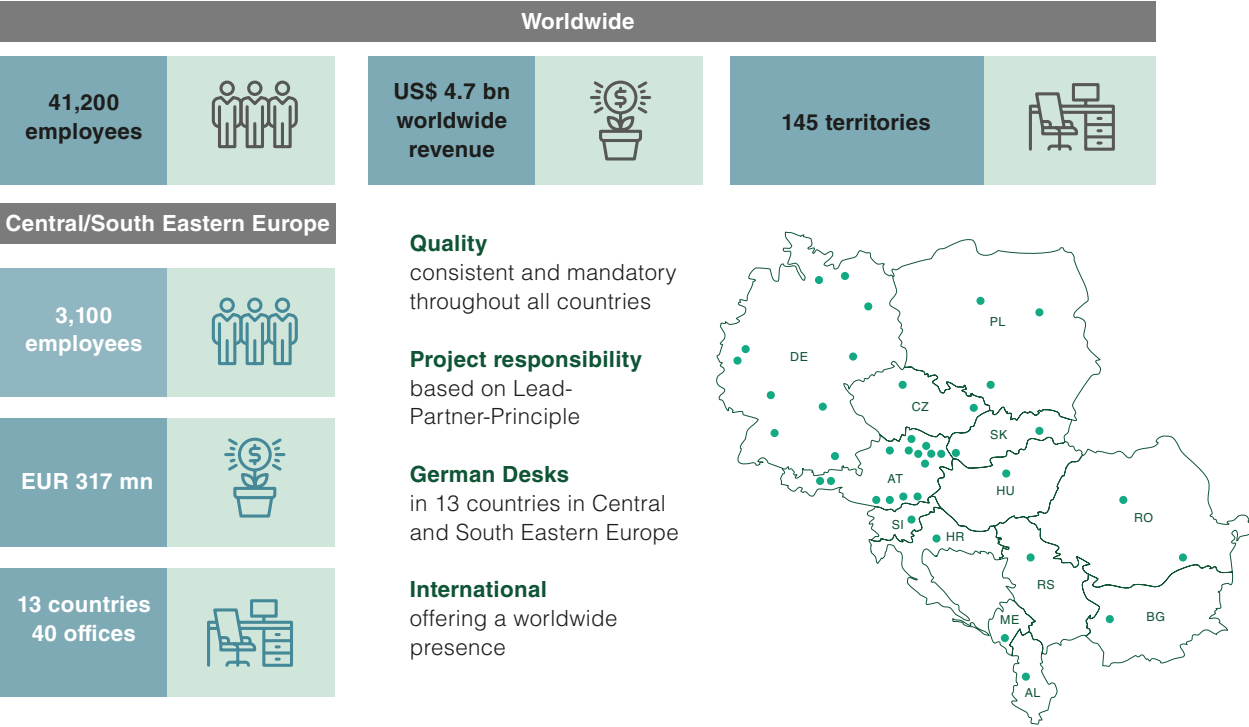 Worldwide
41,200
employees
US$ 4.7 bn
worldwide
revenue
145 territories
Central/South Eastern Europe
3,100
employees
EUR 317 mn
13 countries
40 offices
Quality
consistent and mandatory
throughout all countries
Project responsibility
based on Lead-
Partner-Principle
German Desks
in 13 countries in Central
and South Eastern Europe
International
offering a worldwide
presence
PL
DE
CZ
SK
AT
HU
RO
SI
HR
RS
ME
BG
AL